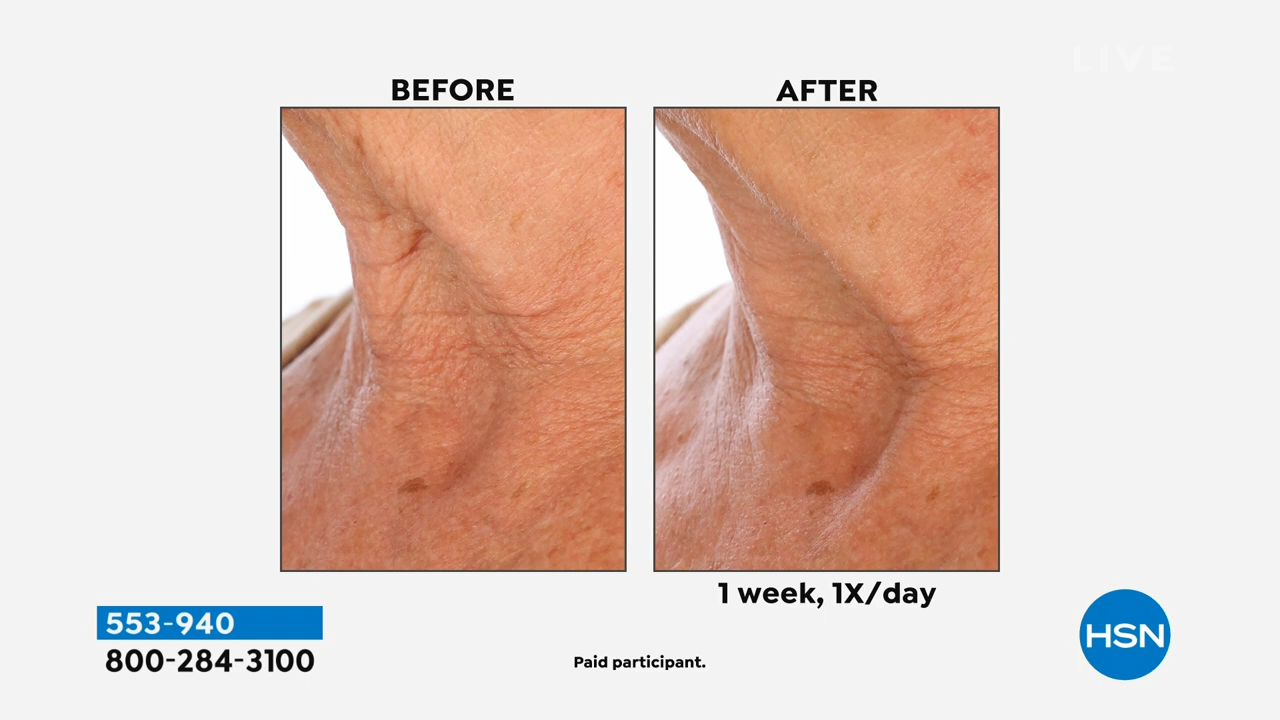 LIVE
BEFORE
AFTER
1 week, 1X/day
553-940
800-284-3100
Paid participant.
HSN